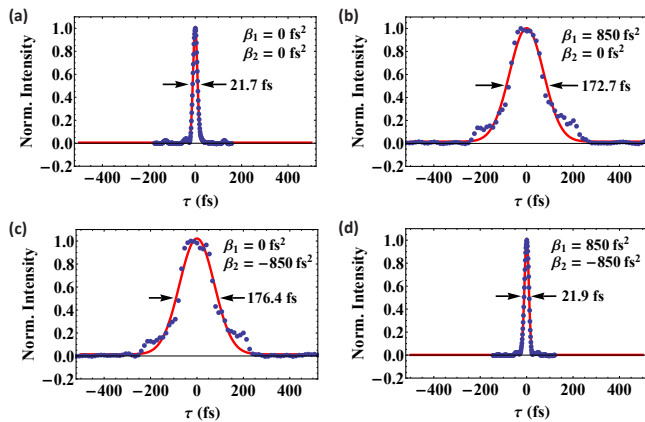 (a)
Norm. Intensity
1.0
0.8
0.6
0.4
0.2
0.0
−0.2
β₁ = 0 fs²
β₂ = 0 fs²
21.7 fs
−400 −200 0 200 400
τ (fs)
(b)
Norm. Intensity
1.0
0.8
0.6
0.4
0.2
0.0
−0.2
β₁ = 850 fs²
β₂ = 0 fs²
172.7 fs
−400 −200 0 200 400
τ (fs)
(c)
Norm. Intensity
1.0
0.8
0.6
0.4
0.2
0.0
−0.2
β₁ = 0 fs²
β₂ = −850 fs²
176.4 fs
−400 −200 0 200 400
τ (fs)
(d)
Norm. Intensity
1.0
0.8
0.6
0.4
0.2
0.0
−0.2
β₁ = 850 fs²
β₂ = −850 fs²
21.9 fs
−400 −200 0 200 400
τ (fs)